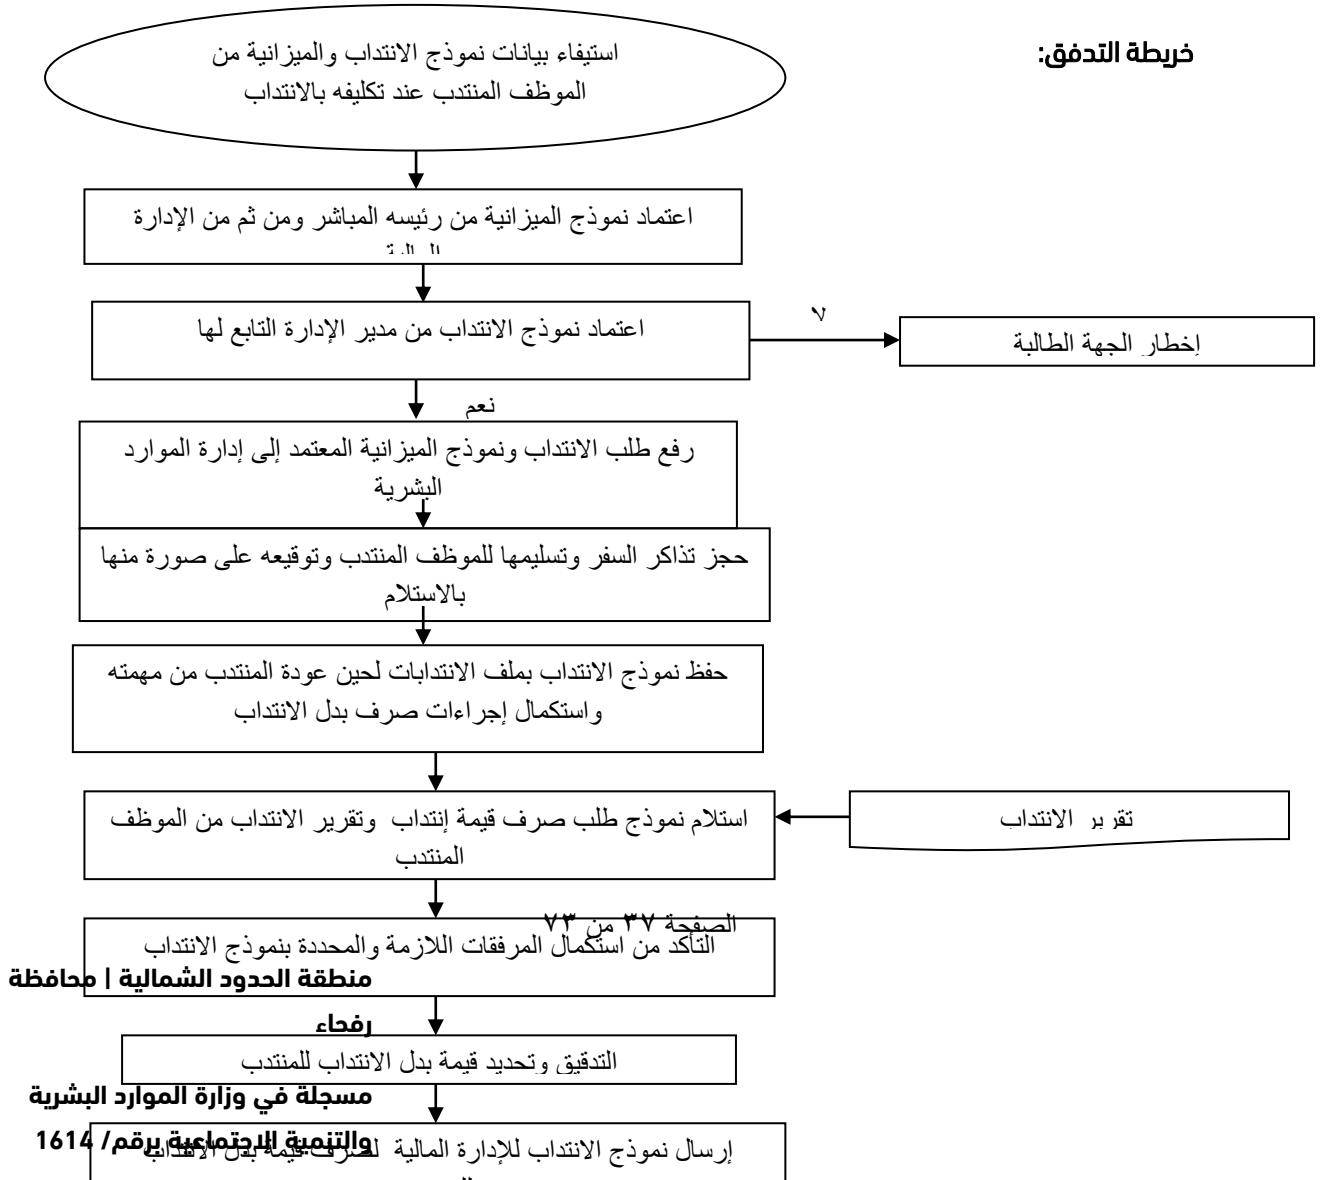 خريطة التدفق:
استيفاء بيانات نموذج الانتداب والميزانية من
الموظف المنتدب عند تكليفه بالانتداب
اعتماد نموذج الميزانية من رئيسه المباشر ومن ثم من الإدارة
المالية
اعتماد نموذج الانتداب من مدير الإدارة التابع لها
لا
إخطار الجهة الطالبة
نعم
رفع طلب الانتداب ونموذج الميزانية المعتمد إلى إدارة الموارد
البشرية
حجز تذاكر السفر وتسليمها للموظف المنتدب وتوقيعه على صورة منها
بالاستلام
حفظ نموذج الانتداب بملف الانتدابات لحين عودة المنتدب من مهمته
واستكمال إجراءات صرف بدل الانتداب
استلام نموذج طلب صرف قيمة إنتداب وتقرير الانتداب من الموظف
المنتدب
تقرير الانتداب
الصفحة ٣٧ من ٧٣
التأكد من استكمال المرفقات اللازمة والمحددة بنموذج الانتداب
منطقة الحدود الشمالية | محافظة
رفحاء
التدقيق وتحديد قيمة بدل الانتداب للمنتدب
مسجلة في وزارة الموارد البشرية
والتنمية الاجتماعية برقم/ 1614
إرسال نموذج الانتداب للإدارة المالية لصرف قيمة بدل الانتداب